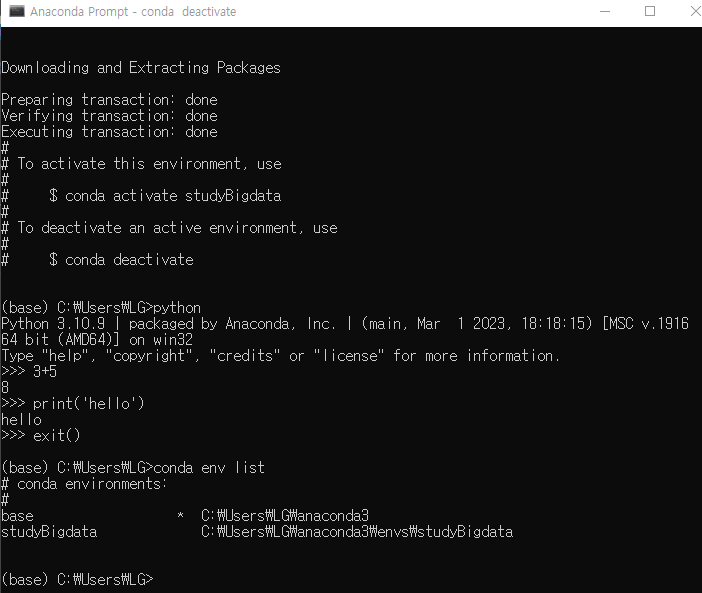 Anaconda Prompt - conda  deactivate
Downloading and Extracting Packages
Preparing transaction: done
Verifying transaction: done
Executing transaction: done
#
# To activate this environment, use
#
#     $ conda activate studyBigdata
#
# To deactivate an active environment, use
#
#     $ conda deactivate
(base) C:₩Users₩LG>python
Python 3.10.9 | packaged by Anaconda, Inc. | (main, Mar  1 2023, 18:18:15) [MSC v.1916
64 bit (AMD64)] on win32
Type "help", "copyright", "credits" or "license" for more information.
>>> 3+5
8
>>> print('hello')
hello
>>> exit()
(base) C:₩Users₩LG>conda env list
# conda environments:
#
base                  *  C:₩Users₩LG₩anaconda3
studyBigdata             C:₩Users₩LG₩anaconda3₩envs₩studyBigdata
(base) C:₩Users₩LG>